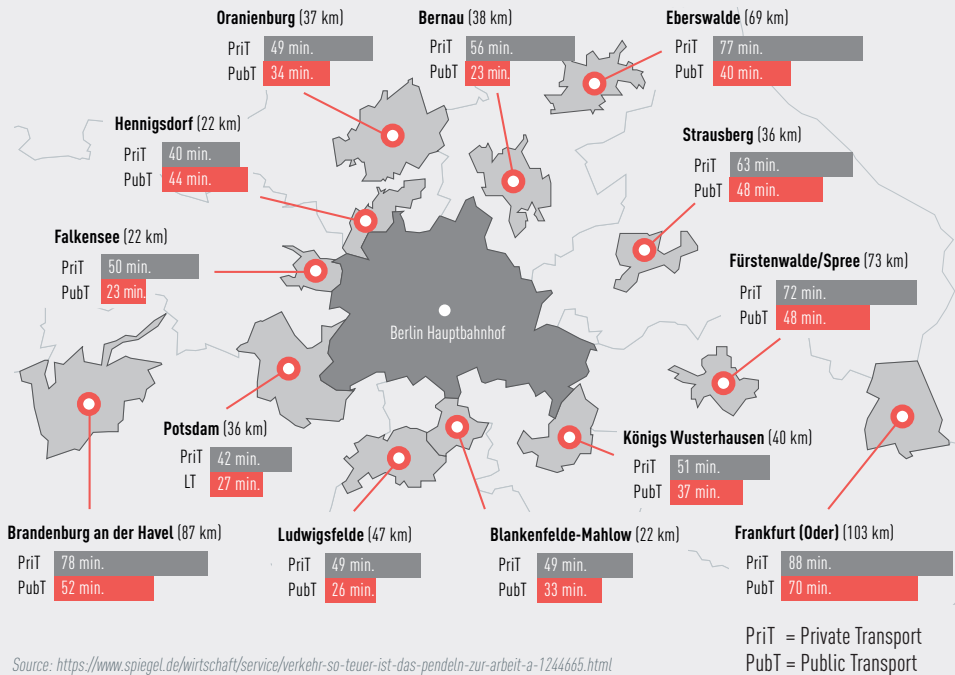 Oranienburg (37 km)
PriT 49 min.
PubT 34 min.
Bernau (38 km)
PriT 56 min.
PubT 23 min.
Eberswalde (69 km)
PriT 77 min.
PubT 40 min.
Hennigsdorf (22 km)
PriT 40 min.
PubT 44 min.
Strausberg (36 km)
PriT 63 min.
PubT 48 min.
Falkensee (22 km)
PriT 50 min.
PubT 23 min.
Fürstenwalde/Spree (73 km)
PriT 72 min.
PubT 48 min.
Berlin Hauptbahnhof
Potsdam (36 km)
PriT 42 min.
LT 27 min.
Königs Wusterhausen (40 km)
PriT 51 min.
PubT 37 min.
Brandenburg an der Havel (87 km)
PriT 78 min.
PubT 52 min.
Ludwigsfelde (47 km)
PriT 49 min.
PubT 26 min.
Blankenfelde-Mahlow (22 km)
PriT 49 min.
PubT 33 min.
Frankfurt (Oder) (103 km)
PriT 88 min.
PubT 70 min.
PriT = Private Transport
PubT = Public Transport
Source: https://www.spiegel.de/wirtschaft/service/verkehr-so-teuer-ist-das-pendeln-zur-arbeit-a-1244665.html